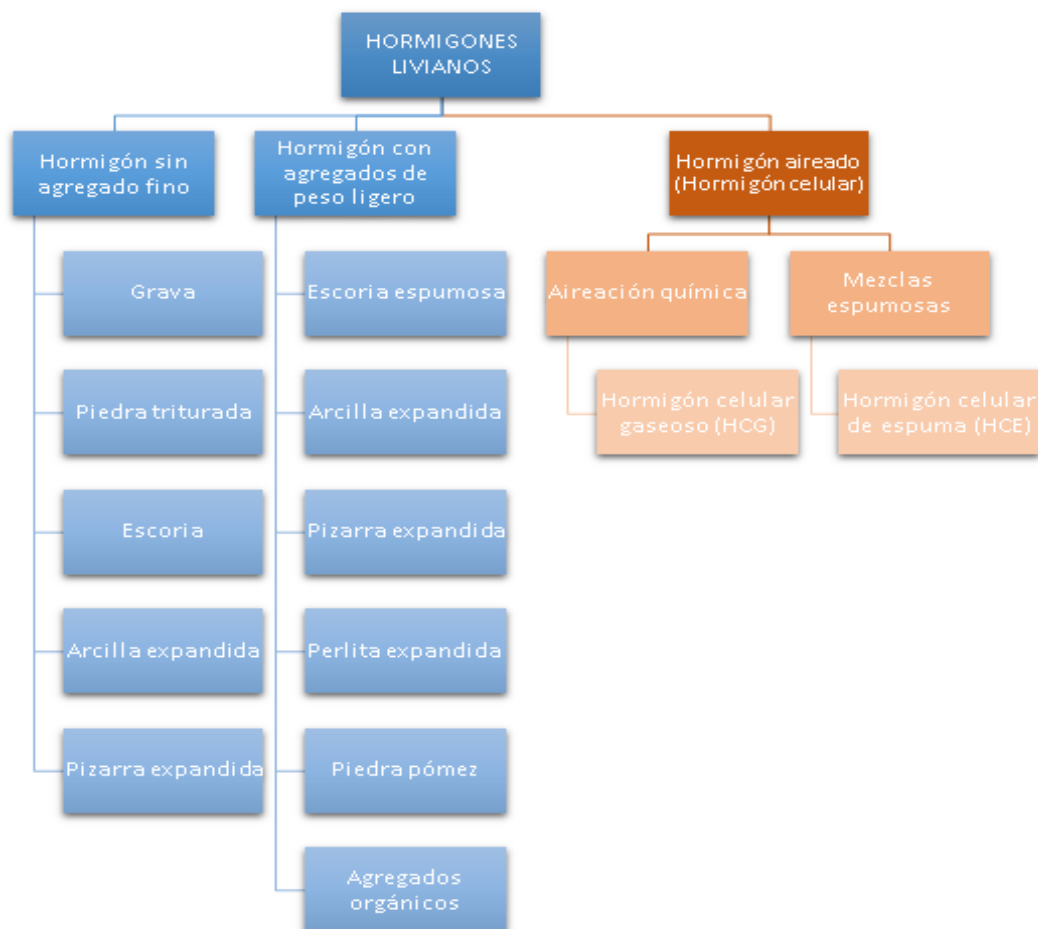 HORMIGONES
LIVIANOS
Hormigón sin
agregado fino
Grava
Piedra triturada
Escoria
Arcilla expandida
Pizarra expandida
Hormigón con
agregados de
peso ligero
Escoria espumosa
Arcilla expandida
Pizarra expandida
Perlita expandida
Piedra pómez
Agregados
orgánicos
Hormigón aireado
(Hormigón celular)
Aireación química
Hormigón celular
gaseoso (HCG)
Mezclas
espumosas
Hormigón celular
de espuma (HCE)